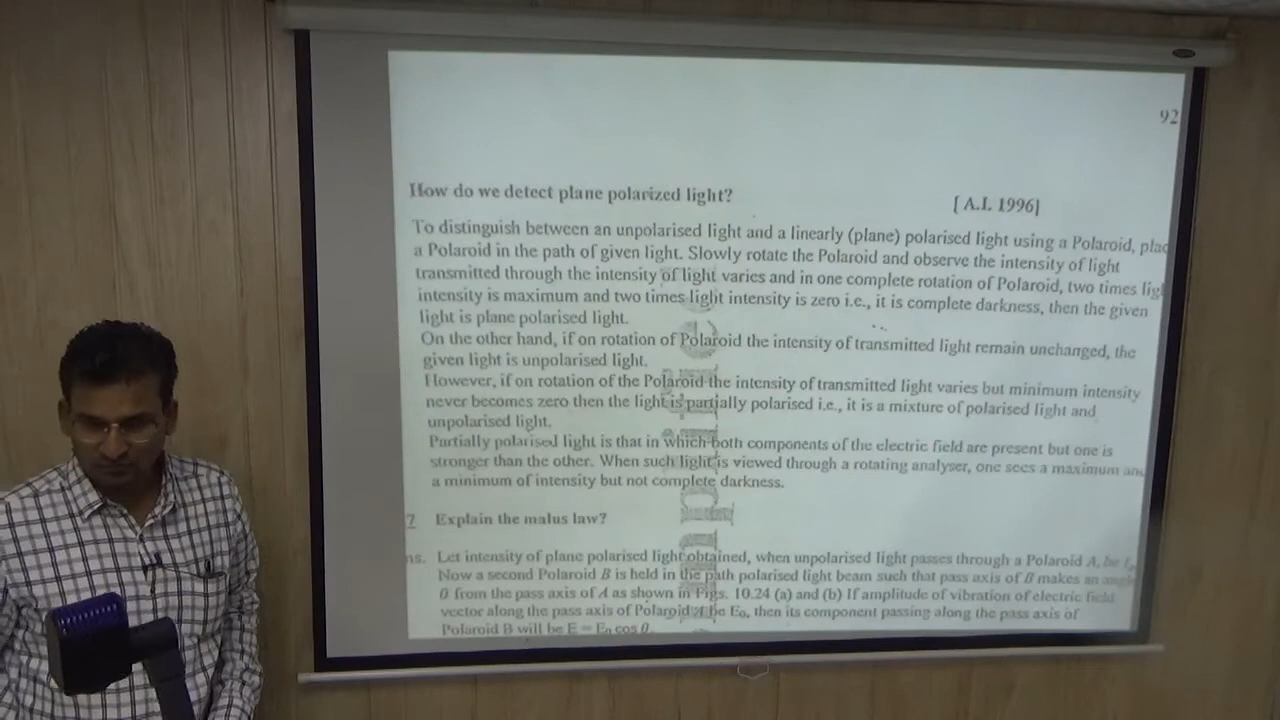 92
How do we detect plane polarized light? [ A.I. 1996]
To distinguish between an unpolarised light and a linearly (plane) polarised light using a Polaroid, plac
a Polaroid in the path of given light. Slowly rotate the Polaroid and observe the intensity of light
transmitted through the intensity of light varies and in one complete rotation of Polaroid, two times ligl
intensity is maximum and two times light intensity is zero i.e., it is complete darkness, then the given
light is plane polarised light.
On the other hand, if on rotation of Polaroid the intensity of transmitted light remain unchanged, the
given light is unpolarised light.
However, if on rotation of the Polaroid the intensity of transmitted light varies but minimum intensity
never becomes zero then the light is partially polarised i.e., it is a mixture of polarised light and
unpolarised light.
Partially polarised light is that in which both components of the electric field are present but one is
stronger than the other. When such light is viewed through a rotating analyser, one sees a maximum and
a minimum of intensity but not complete darkness.
7 Explain the malus law?
ns. Let intensity of plane polarised light obtained, when unpolarised light passes through a Polaroid A, be
Now a second Polaroid B is held in the path polarised light beam such that pass axis of B makes an angle
θ from the pass axis of A as shown in Figs. 10.24 (a) and (b) If amplitude of vibration of electric field
vector along the pass axis of Polaroid A be E₀, then its component passing along the pass axis of
Polaroid B will be E = E₀ cos θ.